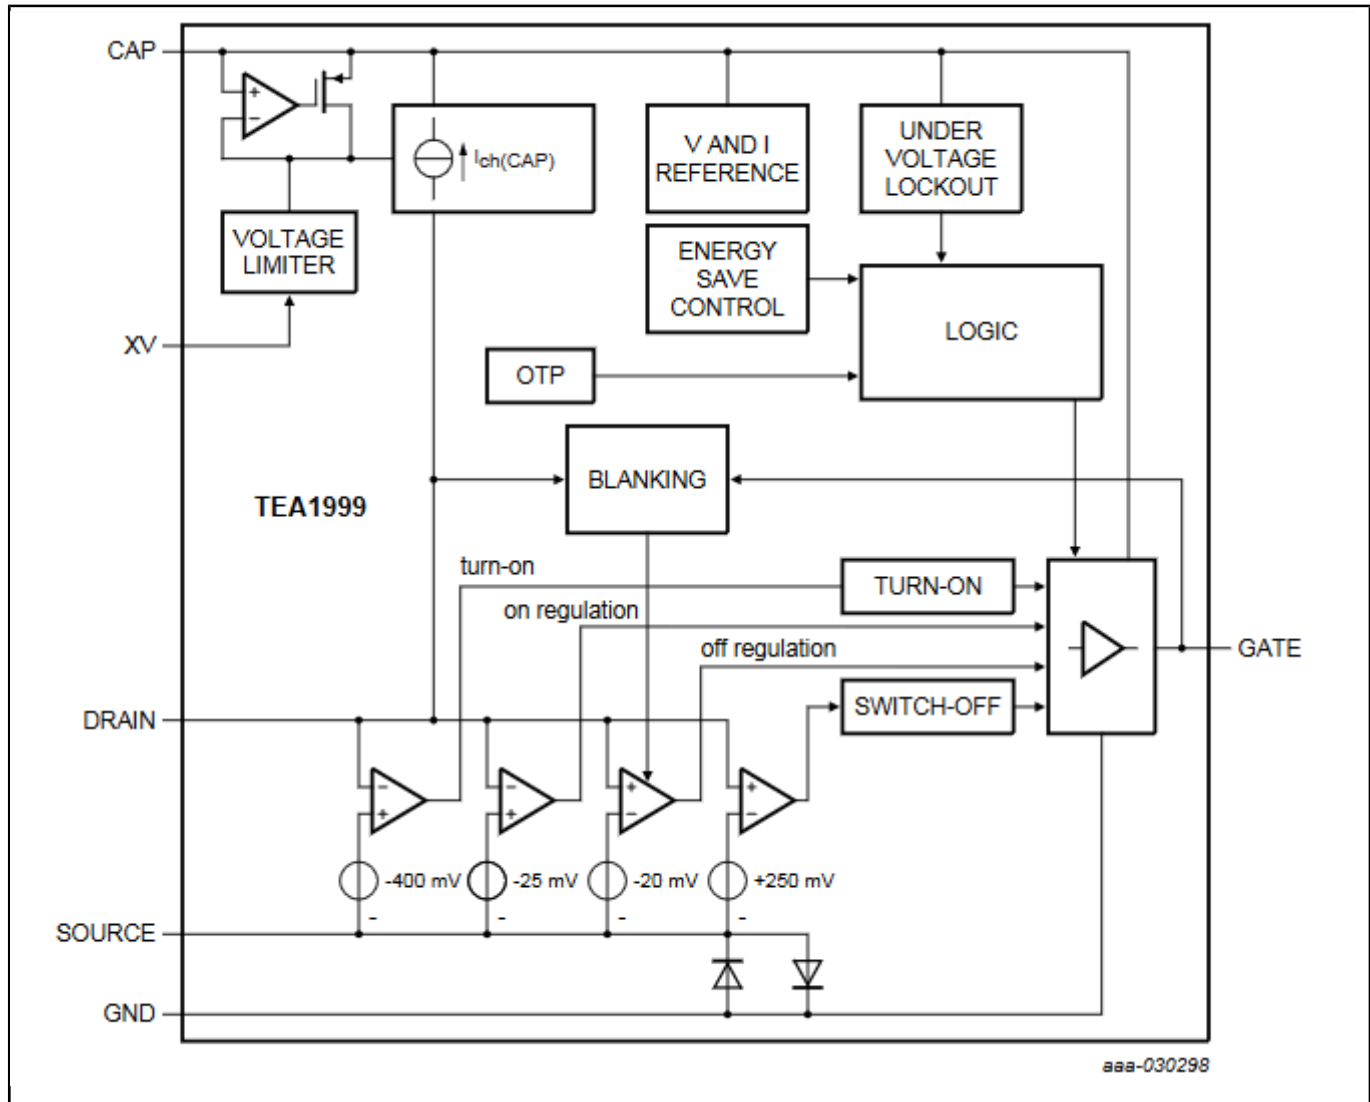 CAP
+
−
Ich(CAP)
V AND I
REFERENCE
UNDER
VOLTAGE
LOCKOUT
VOLTAGE
LIMITER
ENERGY
SAVE
CONTROL
LOGIC
XV
OTP
BLANKING
TEA1999
turn-on
TURN-ON
on regulation
off regulation
GATE
SWITCH-OFF
DRAIN
− − + +
+ + − −
-400 mV -25 mV -20 mV +250 mV
- - - -
SOURCE
GND
aaa-030298